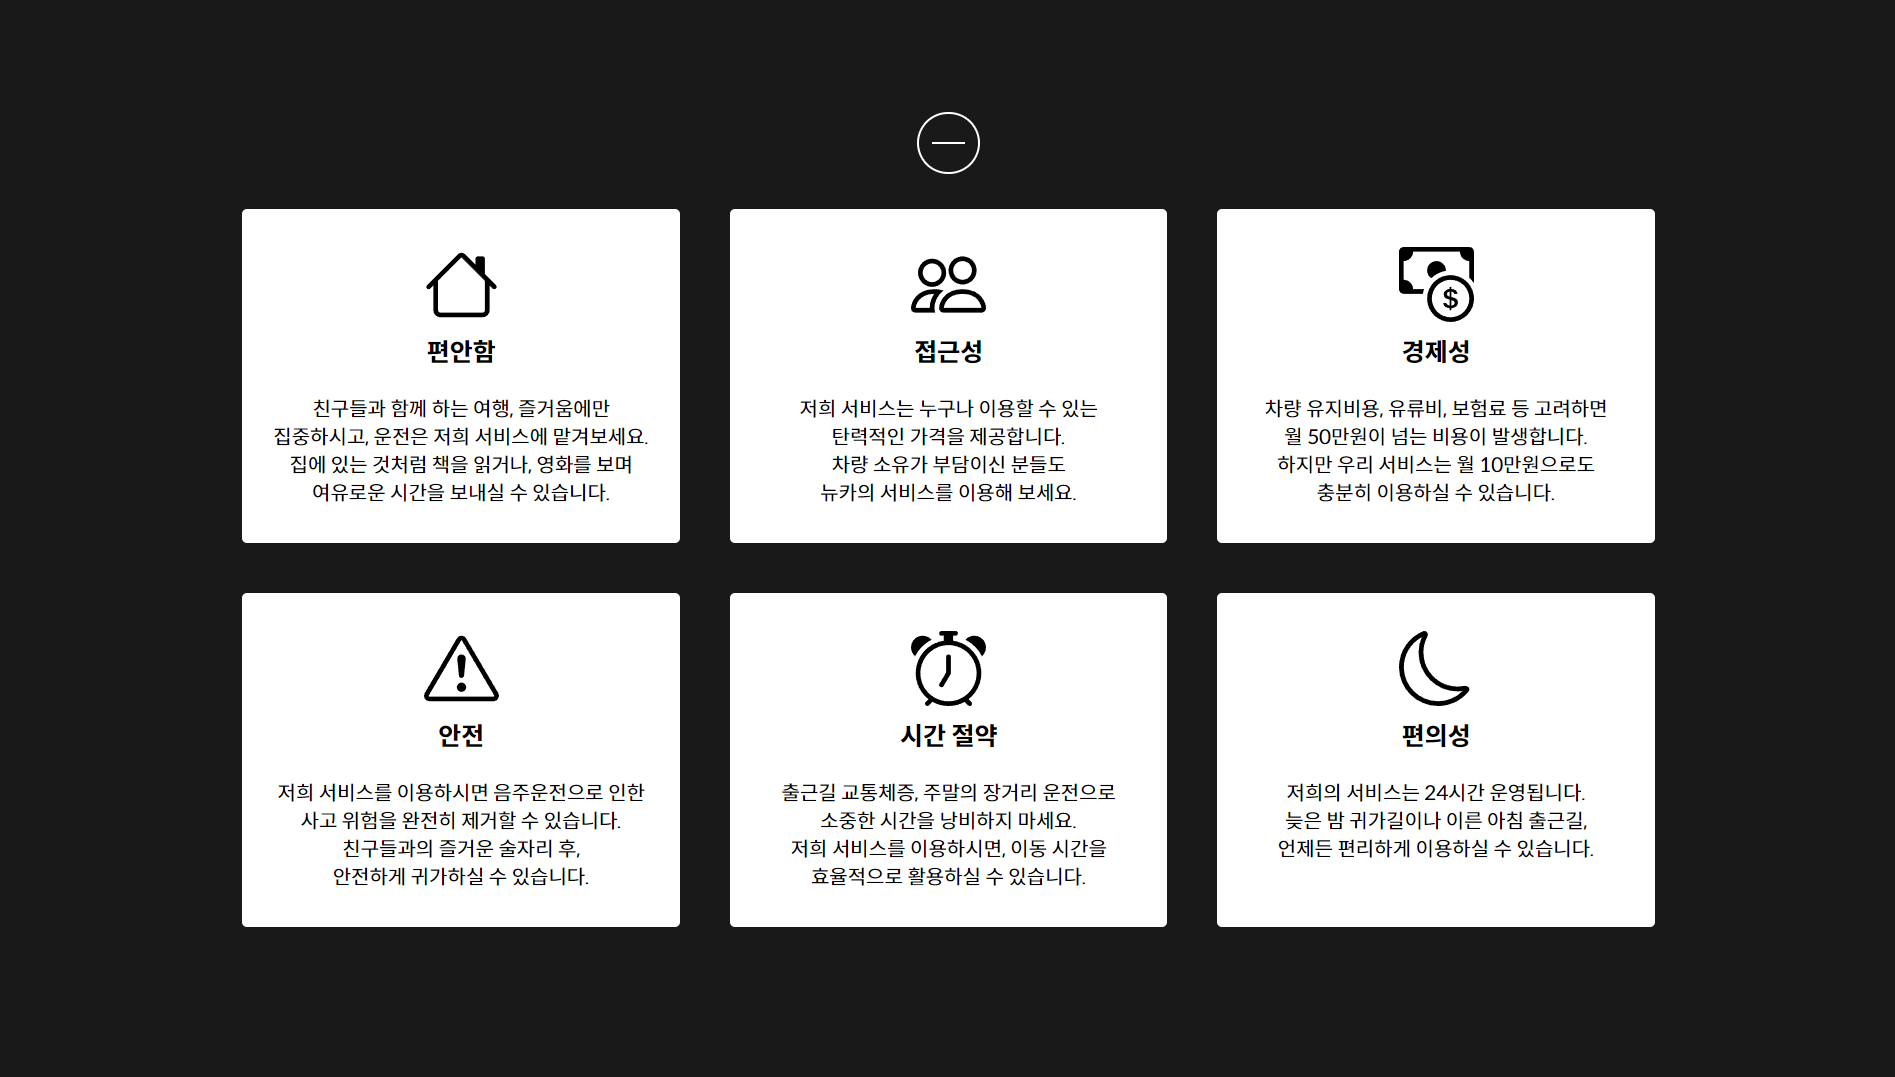 편안함
친구들과 함께 하는 여행, 즐거움에만
집중하시고, 운전은 저희 서비스에 맡겨보세요.
집에 있는 것처럼 책을 읽거나, 영화를 보며
여유로운 시간을 보내실 수 있습니다.
접근성
저희 서비스는 누구나 이용할 수 있는
탄력적인 가격을 제공합니다.
차량 소유가 부담이신 분들도
뉴카의 서비스를 이용해 보세요.
$
경제성
차량 유지비용, 유류비, 보험료 등 고려하면
월 50만원이 넘는 비용이 발생합니다.
하지만 우리 서비스는 월 10만원으로도
충분히 이용하실 수 있습니다.
안전
저희 서비스를 이용하시면 음주운전으로 인한
사고 위험을 완전히 제거할 수 있습니다.
친구들과의 즐거운 술자리 후,
안전하게 귀가하실 수 있습니다.
시간 절약
출근길 교통체증, 주말의 장거리 운전으로
소중한 시간을 낭비하지 마세요.
저희 서비스를 이용하시면, 이동 시간을
효율적으로 활용하실 수 있습니다.
편의성
저희의 서비스는 24시간 운영됩니다.
늦은 밤 귀가길이나 이른 아침 출근길,
언제든 편리하게 이용하실 수 있습니다.